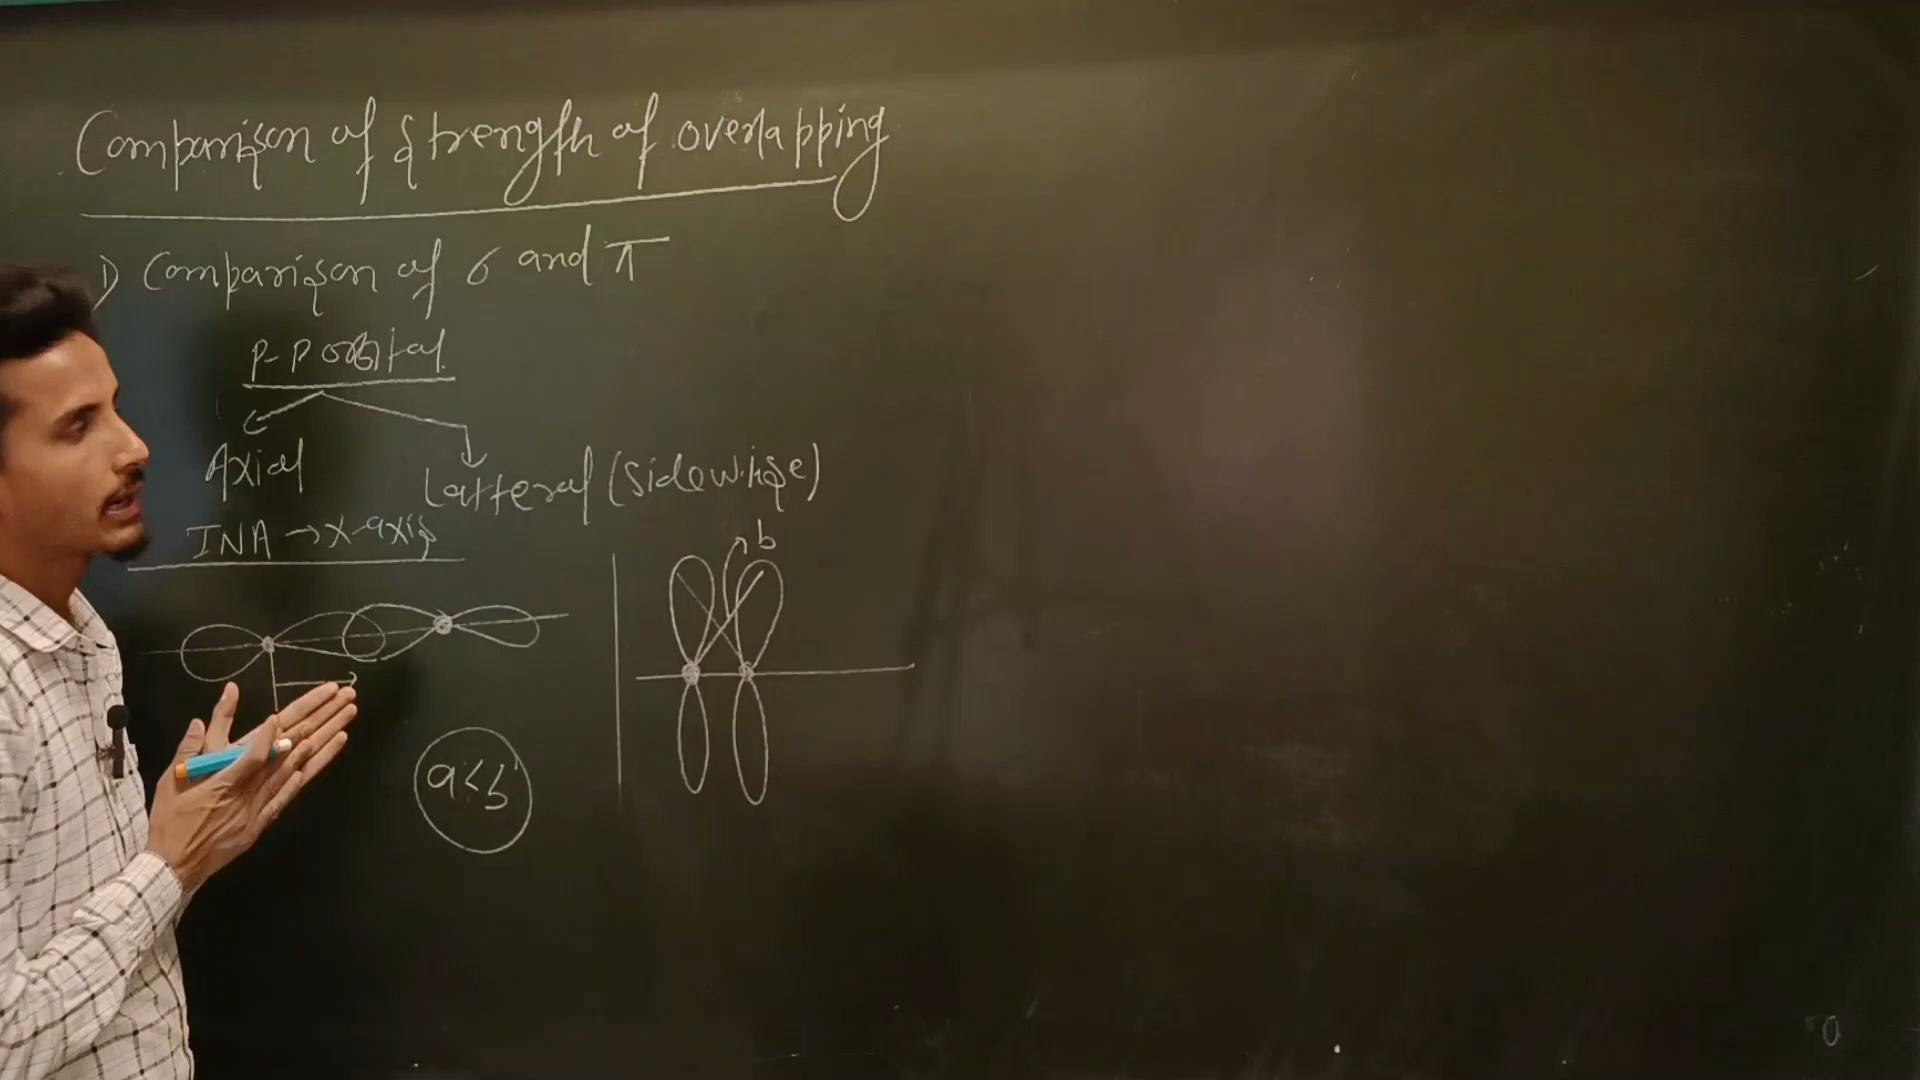 Comparison of strength of overlapping
1) Comparison of σ and π
P-P orbital
Axial
Latteral (sidewise)
INA → X-axis
b
a<b